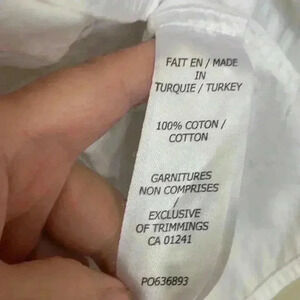 FAIT EN / MADE
IN
TURQUIE / TURKEY
100% COTON /
COTTON
GARNITURES
NON COMPRISES
/
EXCLUSIVE
OF TRIMMINGS
CA 01241
PO636893